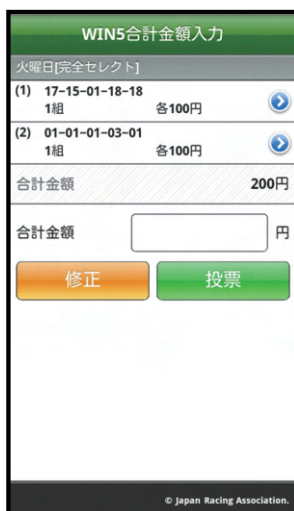 WIN5合計金額入力
火曜日[完全セレクト]
(1) 17-15-01-18-18
1組 各100円
(2) 01-01-01-03-01
1組 各100円
合計金額 200円
合計金額 円
修正 投票
© Japan Racing Association.